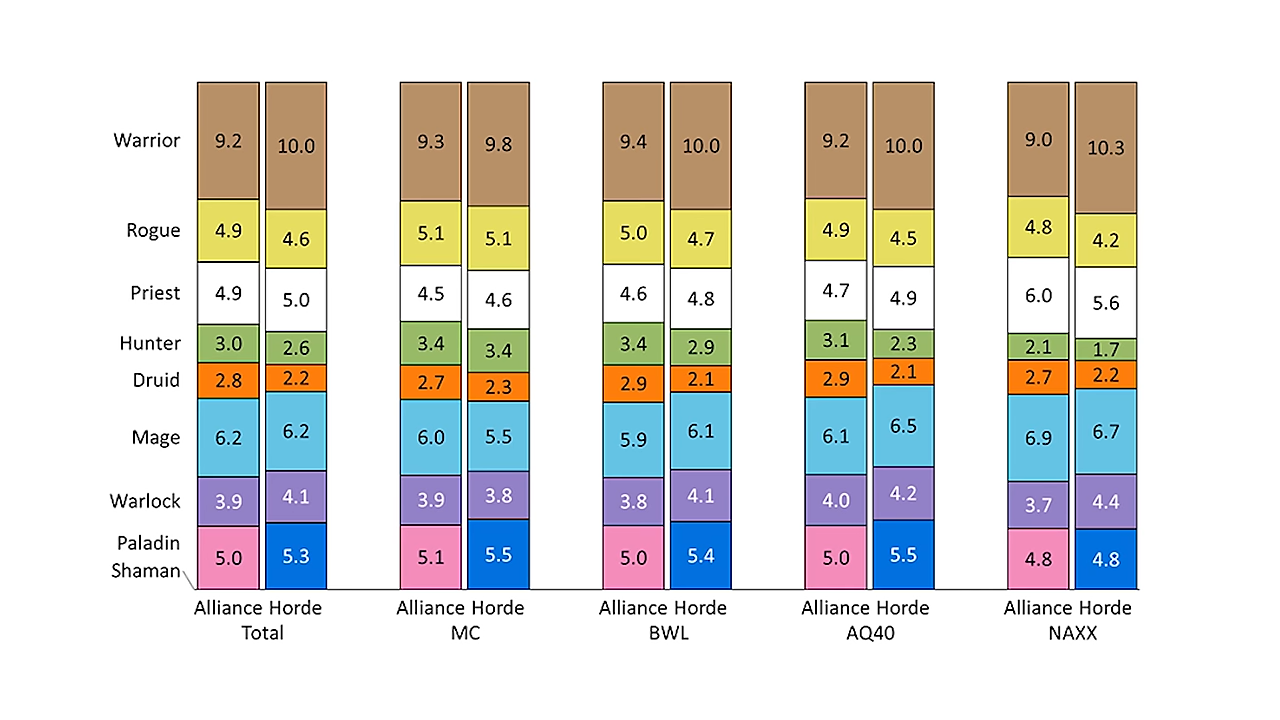 Warrior 9.2 10.0 9.3 9.8 9.4 10.0 9.2 10.0 9.0 10.3
Rogue 4.9 4.6 5.1 5.1 5.0 4.7 4.9 4.5 4.8 4.2
Priest 4.9 5.0 4.5 4.6 4.6 4.8 4.7 4.9 6.0 5.6
Hunter 3.0 2.6 3.4 3.4 3.4 2.9 3.1 2.3 2.1 1.7
Druid 2.8 2.2 2.7 2.3 2.9 2.1 2.9 2.1 2.7 2.2
Mage 6.2 6.2 6.0 5.5 5.9 6.1 6.1 6.5 6.9 6.7
Warlock 3.9 4.1 3.9 3.8 3.8 4.1 4.0 4.2 3.7 4.4
Paladin
Shaman 5.0 5.3 5.1 5.5 5.0 5.4 5.0 5.5 4.8 4.8
Alliance Horde Alliance Horde Alliance Horde Alliance Horde Alliance Horde
Total MC BWL AQ40 NAXX